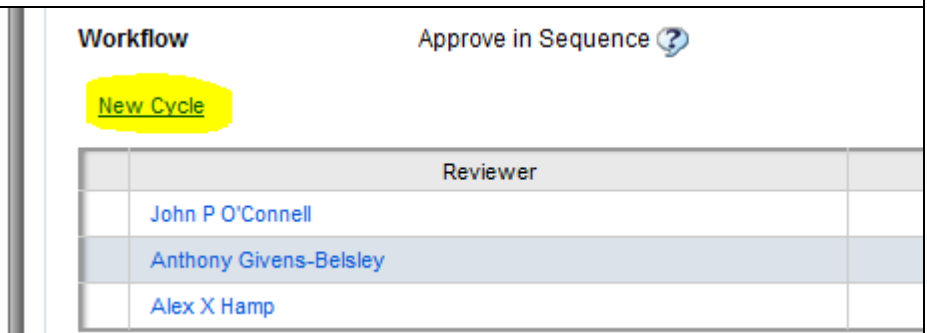 Workflow Approve in Sequence ?
New Cycle
Reviewer
John P O'Connell
Anthony Givens-Belsley
Alex X Hamp